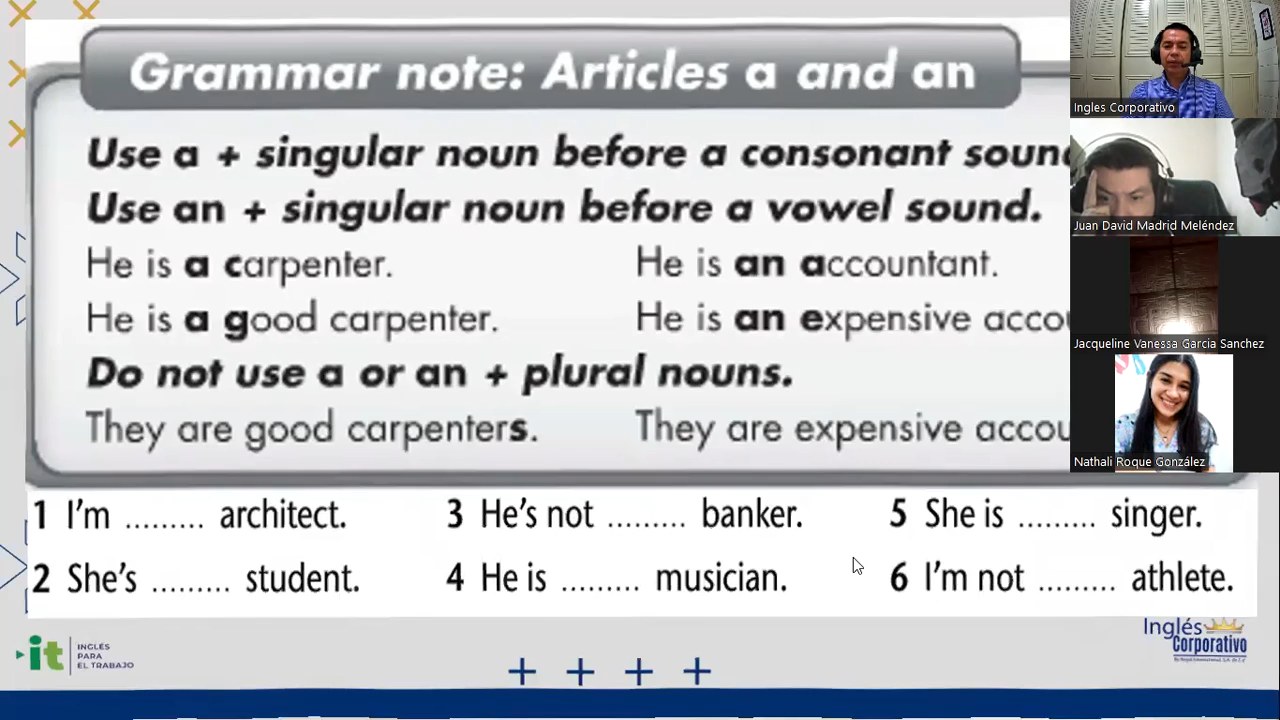 Grammar note: Articles a and an
Use a + singular noun before a consonant
Use an + singular noun before a vowel sound.
He is a carpenter. He is an accountant.
He is a good carpenter. He is an expensive
Do not use a or an + plural nouns.
They are good carpenters. They are expensive
1 I'm ......... architect. 3 He's not ......... banker. 5 She is ......... singer.
2 She's ......... student. 4 He is ......... musician. 6 I'm not ......... athlete.
it
INGLÉS
PARA
EL TRABAJO
Inglés
Corporativo
Ingles Corporativo
Juan David Madrid Meléndez
Jacqueline Vanessa Garcia Sanchez
Nathali Roque González